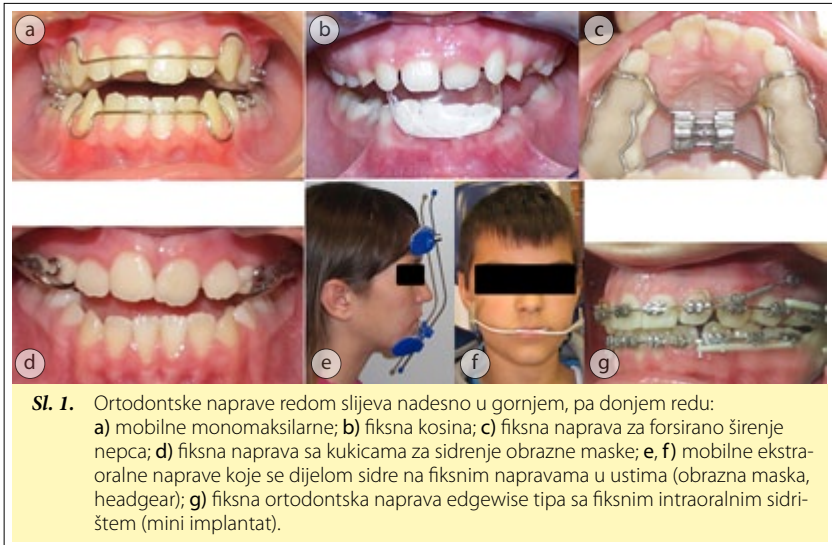 a
b
c
d
e
f
g
Sl. 1. Ortodontske naprave redom slijeva nadesno u gornjem, pa donjem redu:
a) mobilne monomaksilarne; b) fiksna kosina; c) fiksna naprava za forsirano širenje
nepca; d) fiksna naprava sa kukicama za sidrenje obrazne maske; e, f) mobilne ekstra-
oralne naprave koje se dijelom sidre na fiksnim napravama u ustima (obrazna maska,
headgear); g) fiksna ortodontska naprava edgewise tipa sa fiksnim intraoralnim sidri-
štem (mini implantat).